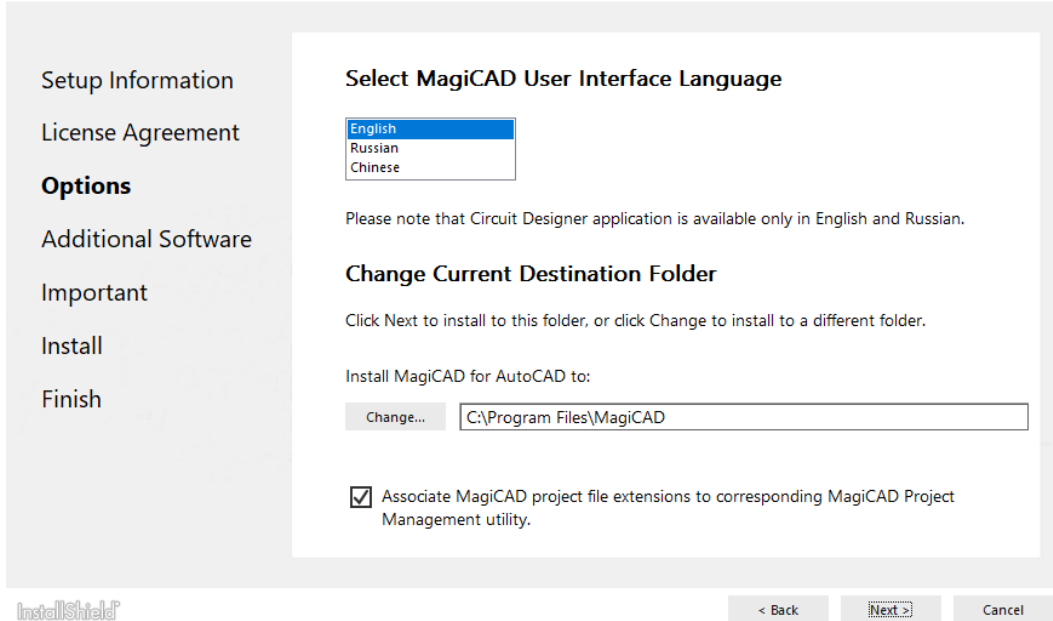 Setup Information
License Agreement
Options
Additional Software
Important
Install
Finish
Select MagiCAD User Interface Language
English
Russian
Chinese
Please note that Circuit Designer application is available only in English and Russian.
Change Current Destination Folder
Click Next to install to this folder, or click Change to install to a different folder.
Install MagiCAD for AutoCAD to:
Change...
C:\Program Files\MagiCAD
Associate MagiCAD project file extensions to corresponding MagiCAD Project
Management utility.
InstallShield
< Back
Next >
Cancel